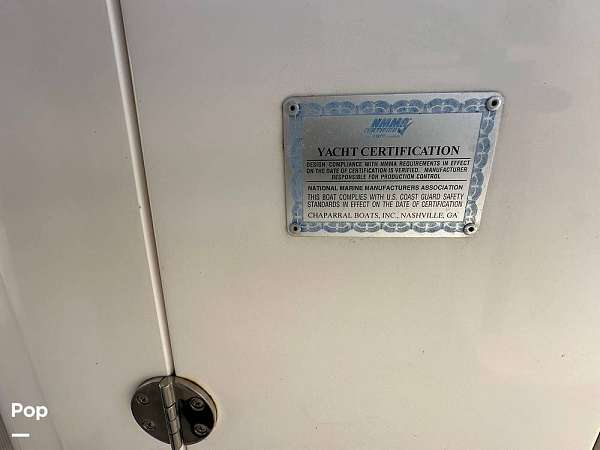 NMMA
CERTIFIED
YACHT CERTIFICATION
DESIGN COMPLIANCE WITH NMMA REQUIREMENTS IN EFFECT
ON THE DATE OF CERTIFICATION IS VERIFIED. MANUFACTURER
RESPONSIBLE FOR PRODUCTION CONTROL
NATIONAL MARINE MANUFACTURERS ASSOCIATION
THIS BOAT COMPLIES WITH U.S. COAST GUARD SAFETY
STANDARDS IN EFFECT ON THE DATE OF CERTIFICATION
CHAPARRAL BOATS, INC., NASHVILLE, GA
Pop